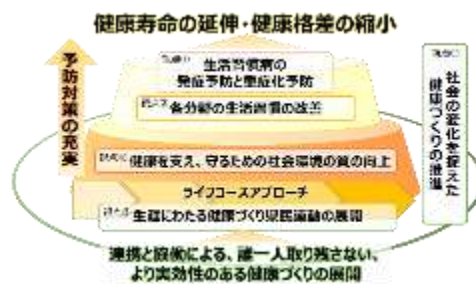 健康寿命の延伸・健康格差の縮小
予防対策の充実
生活習慣病の
発症予防と重症化予防
各分野の生活習慣の改善
健康を支え、守るための社会環境の質の向上
ライフコースアプローチ
生涯にわたる健康づくり県民運動の展開
社会の変化を捉えた
健康づくりの推進
連携と協働による、誰一人取り残さない、
より実効性のある健康づくりの展開